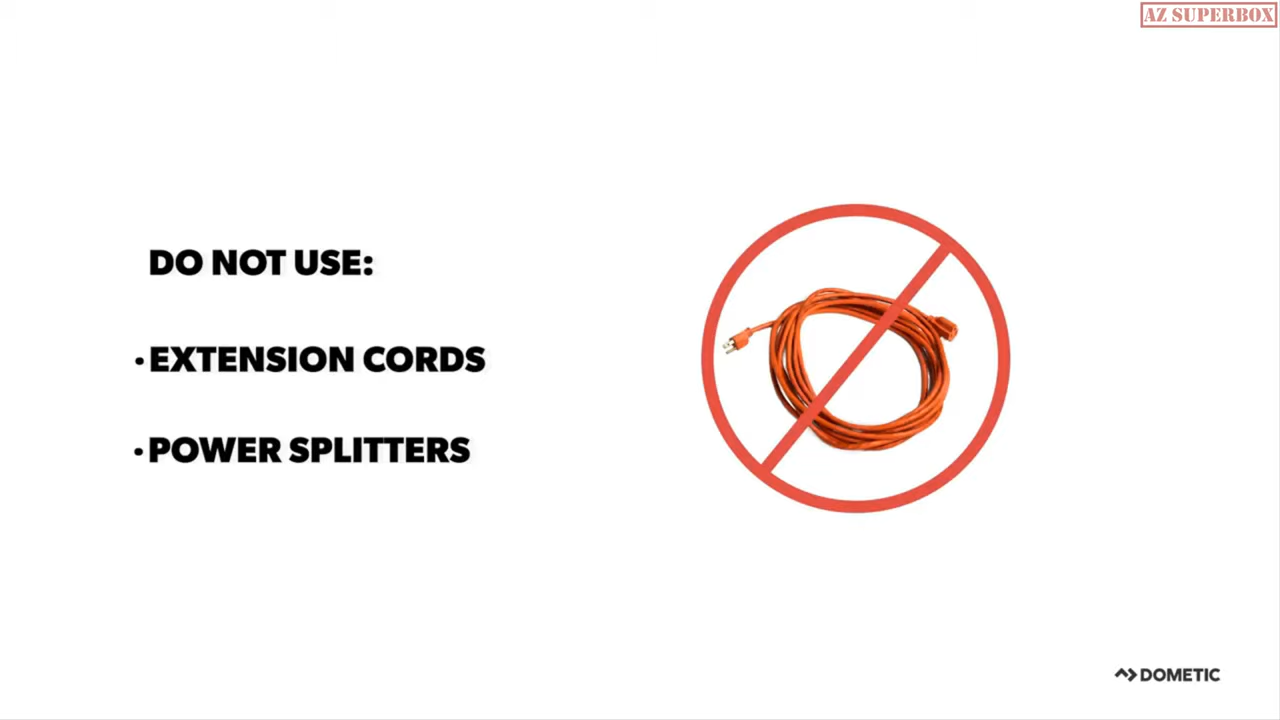 AZ SUPERBOX
DO NOT USE:
· EXTENSION CORDS
· POWER SPLITTERS
DOMETIC